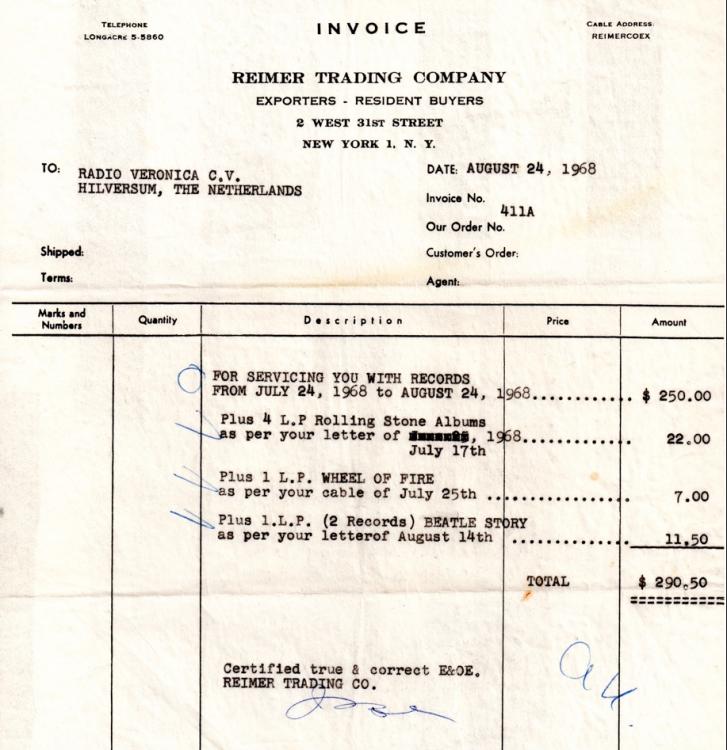 TELEPHONE
LONGACRE 5-5860
INVOICE
CABLE ADDRESS
REIMERCOEX
REIMER TRADING COMPANY
EXPORTERS - RESIDENT BUYERS
2 WEST 31ST STREET
NEW YORK 1, N. Y.
TO: RADIO VERONICA C.V.
HILVERSUM, THE NETHERLANDS
DATE: AUGUST 24, 1968
Invoice No.
411A
Our Order No.
Shipped:
Customer's Order:
Terms:
Agent:
Marks and Numbers Quantity Description Price Amount
FOR SERVICING YOU WITH RECORDS
FROM JULY 24, 1968 to AUGUST 24, 1968............ $ 250.00
Plus 4 L.P Rolling Stone Albums
as per your letter of , 1968............ 22.00
July 17th
Plus 1 L.P. WHEEL OF FIRE
as per your cable of July 25th ................ 7.00
Plus 1.L.P. (2 Records) BEATLE STORY
as per your letterof August 14th ............. 11,50
TOTAL $ 290.50
Certified true & correct E&OE.
REIMER TRADING CO.